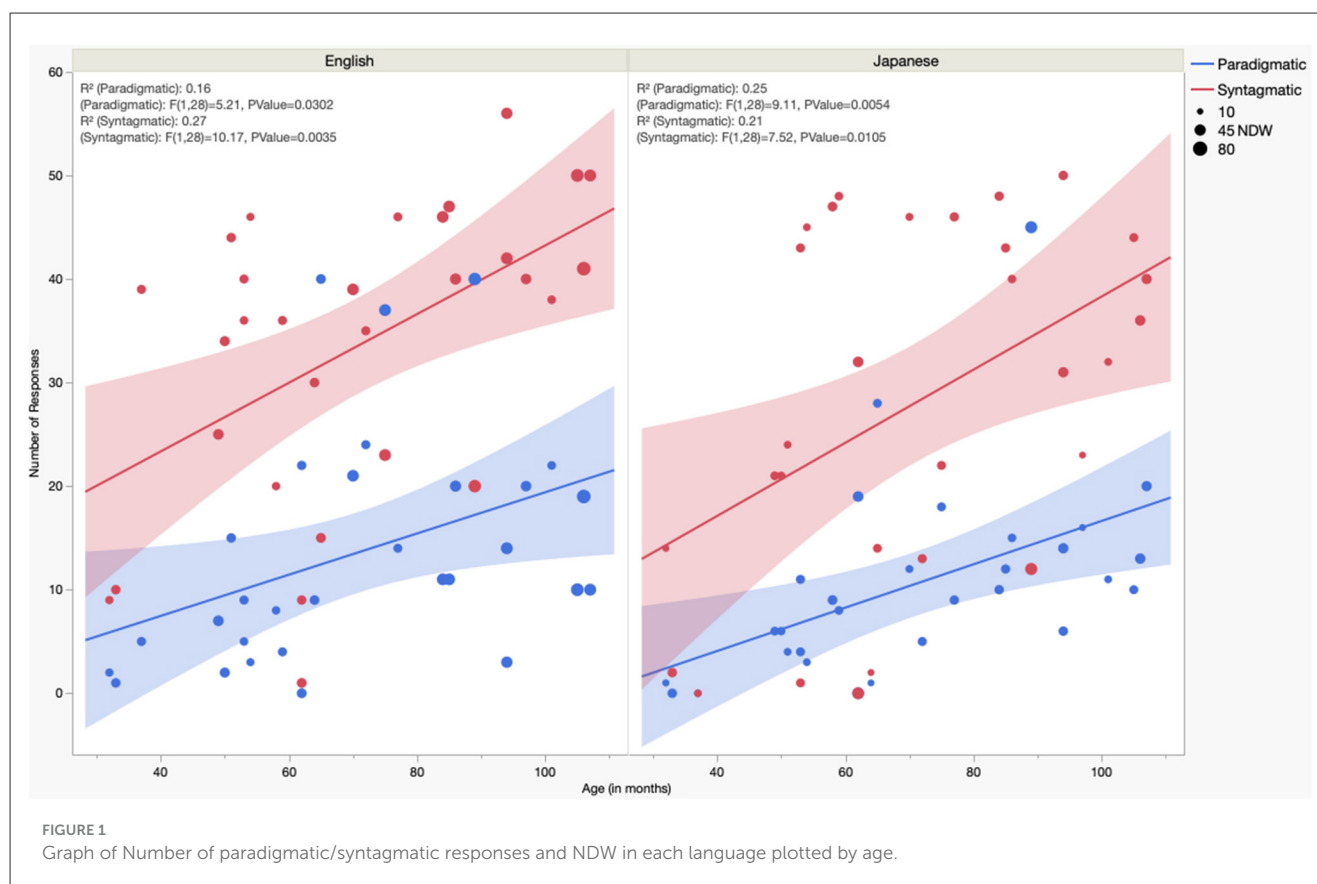 English
Japanese
R² (Paradigmatic): 0.16
(Paradigmatic): F(1,28)=5.21, PValue=0.0302
R² (Syntagmatic): 0.27
(Syntagmatic): F(1,28)=10.17, PValue=0.0035
R² (Paradigmatic): 0.25
(Paradigmatic): F(1,28)=9.11, PValue=0.0054
R² (Syntagmatic): 0.21
(Syntagmatic): F(1,28)=7.52, PValue=0.0105
Paradigmatic
Syntagmatic
10
45 NDW
80
Number of Responses
60
50
40
30
20
10
0
40 60 80 100
40 60 80 100
Age (in months)
FIGURE 1
Graph of Number of paradigmatic/syntagmatic responses and NDW in each language plotted by age.